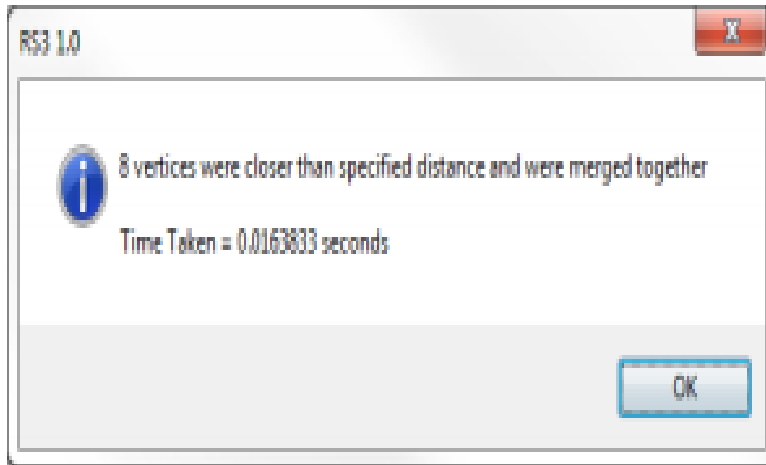 RS3 1.0
8 vertices were closer than specified distance and were merged together
Time Taken = 0.0163833 seconds
OK